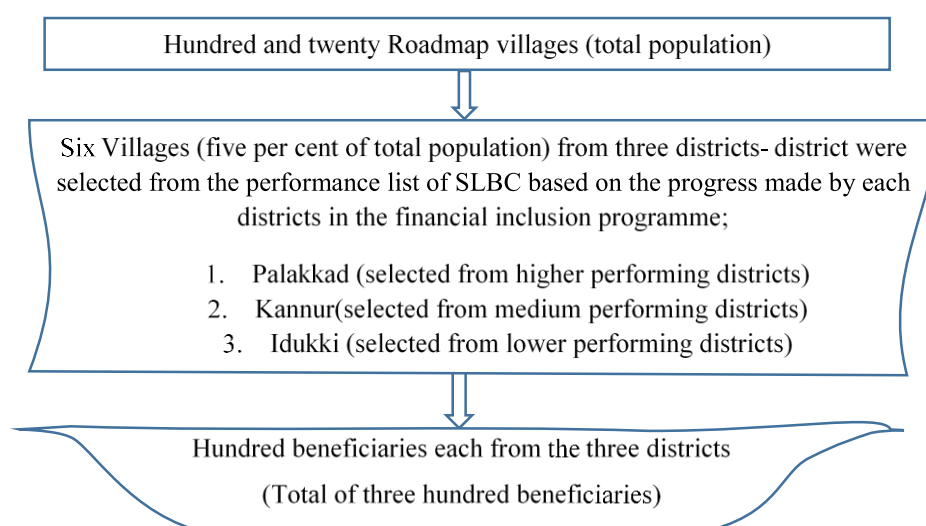 Hundred and twenty Roadmap villages (total population)
Six Villages (five per cent of total population) from three districts- district were
selected from the performance list of SLBC based on the progress made by each
districts in the financial inclusion programme;
1. Palakkad (selected from higher performing districts)
2. Kannur(selected from medium performing districts)
3. Idukki (selected from lower performing districts)
Hundred beneficiaries each from the three districts
(Total of three hundred beneficiaries)